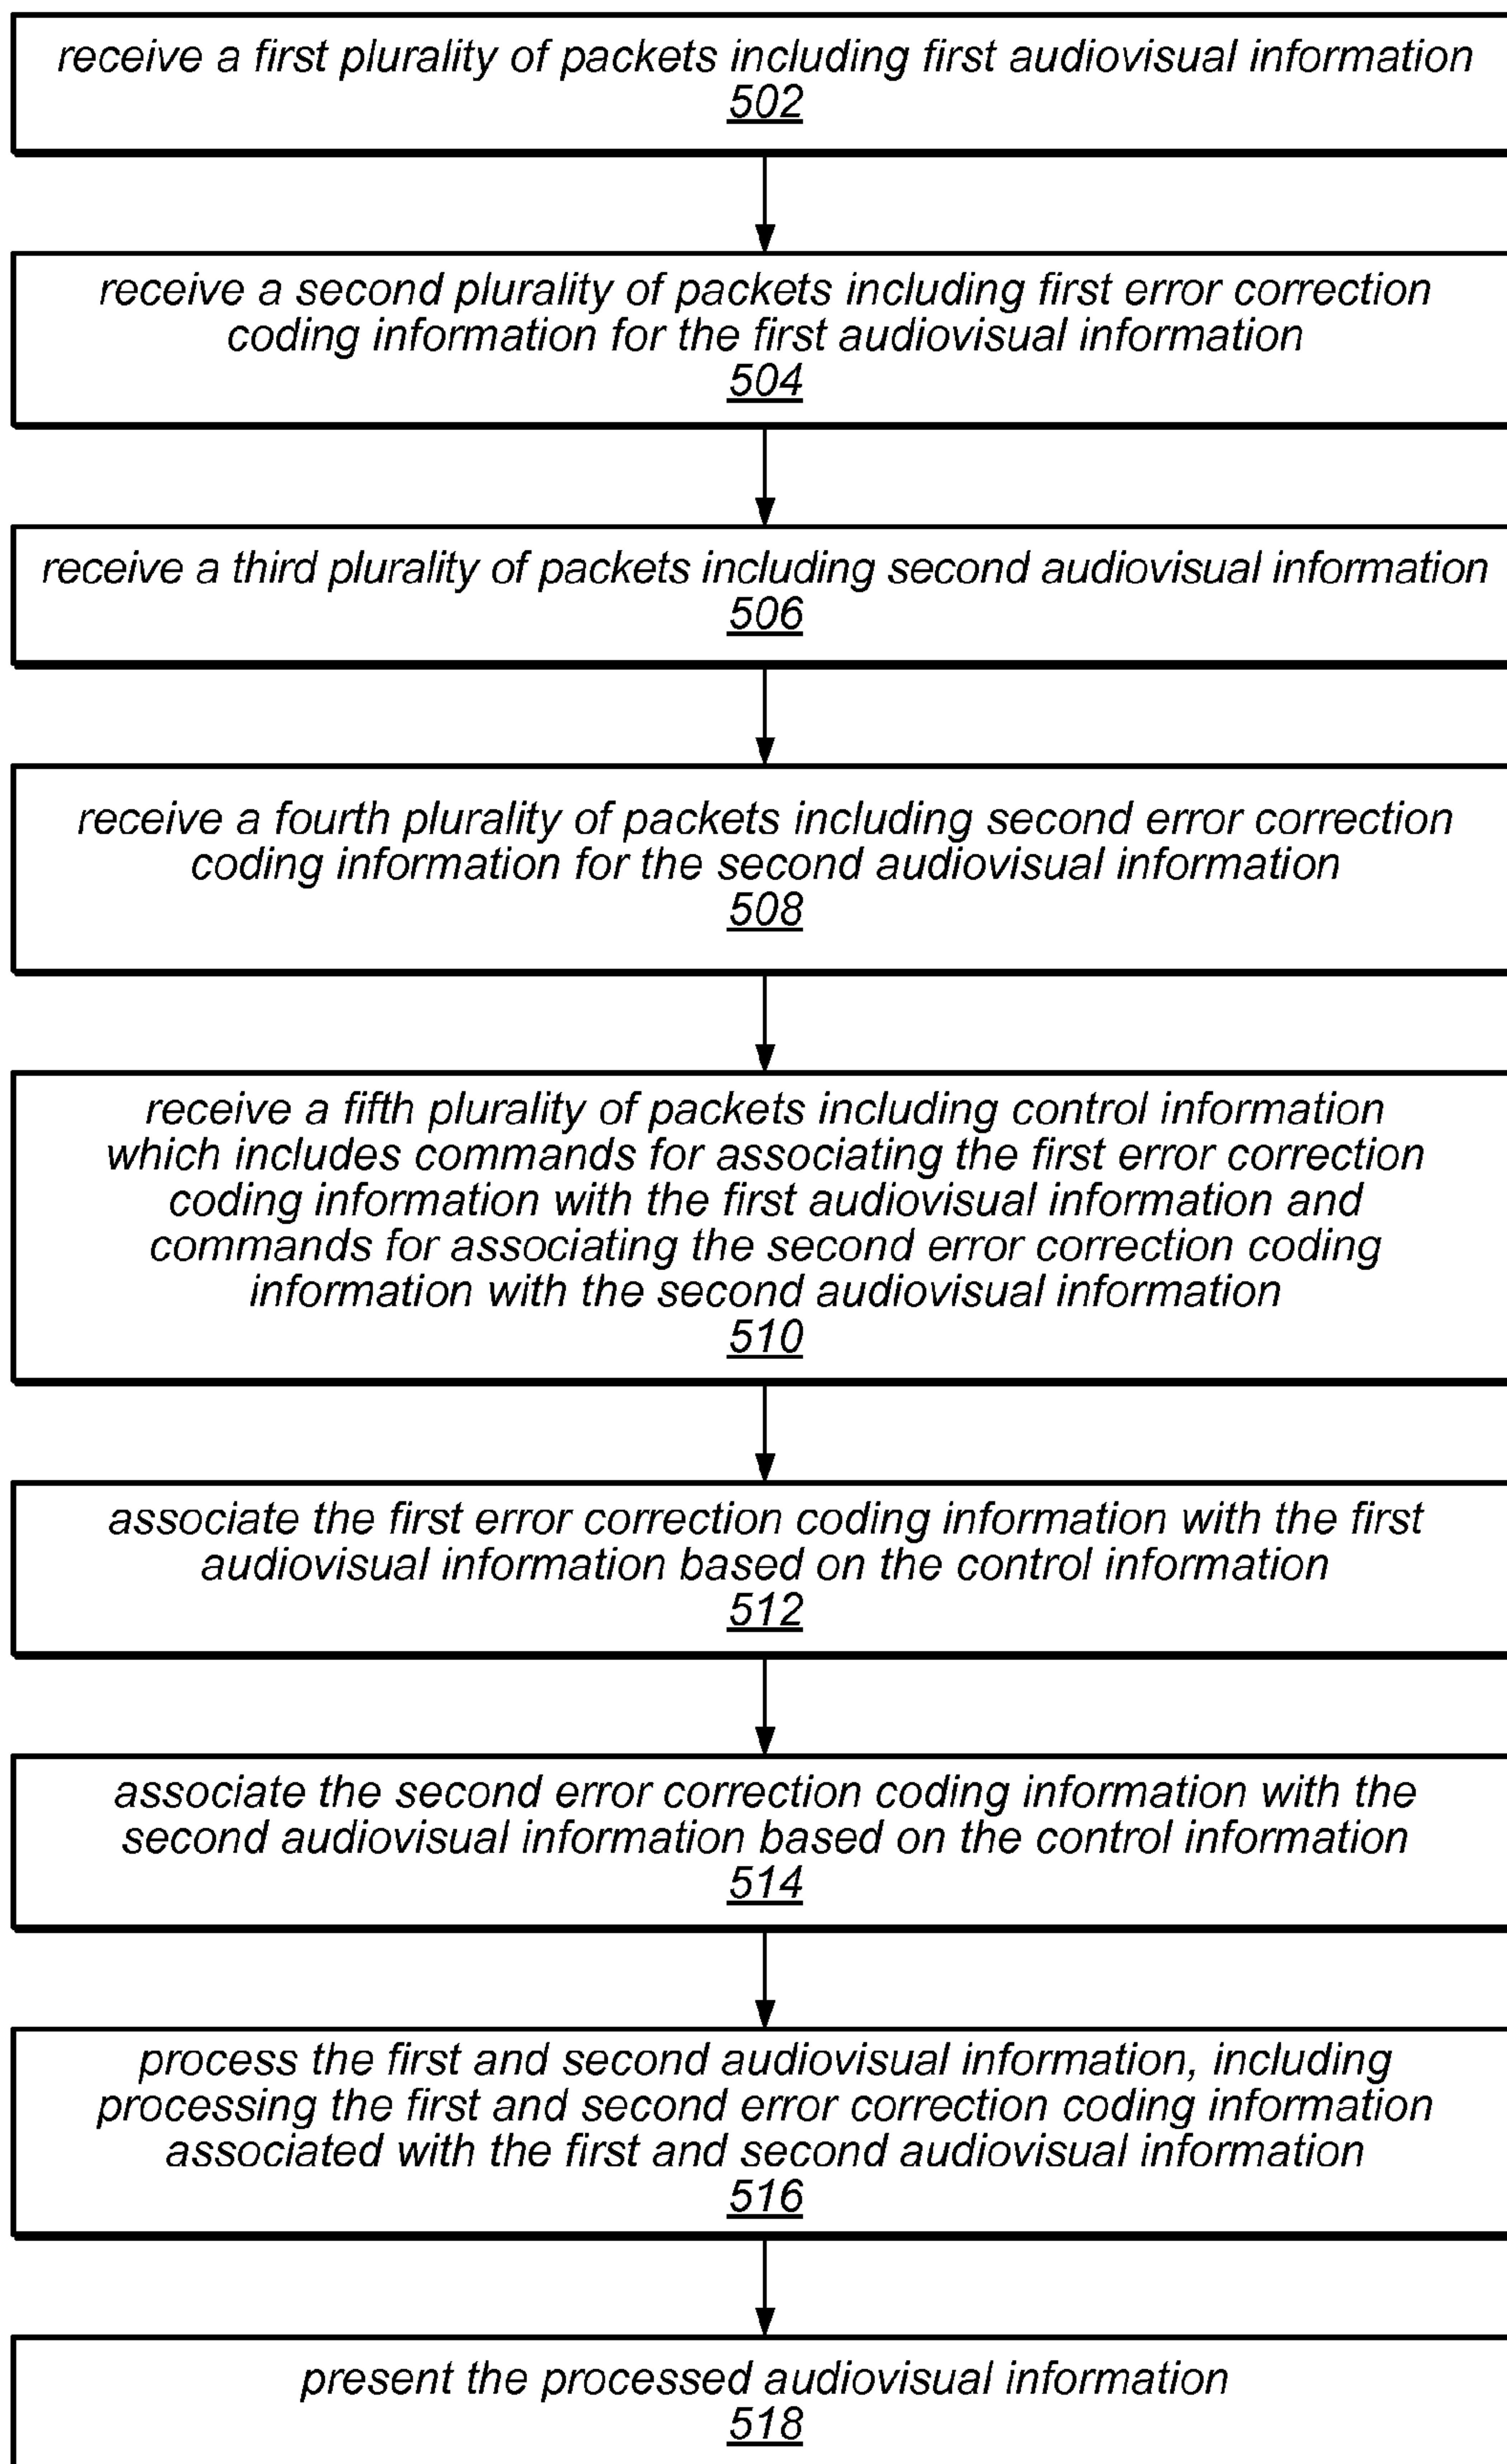 receive a first plurality of packets including first audiovisual information
502
receive a second plurality of packets including first error correction
coding information for the first audiovisual information
504
receive a third plurality of packets including second audiovisual information
506
receive a fourth plurality of packets including second error correction
coding information for the second audiovisual information
508
receive a fifth plurality of packets including control information
which includes commands for associating the first error correction
coding information with the first audiovisual information and
commands for associating the second error correction coding
information with the second audiovisual information
510
associate the first error correction coding information with the first
audiovisual information based on the control information
512
associate the second error correction coding information with the
second audiovisual information based on the control information
514
process the first and second audiovisual information, including
processing the first and second error correction coding information
associated with the first and second audiovisual information
516
present the processed audiovisual information
518